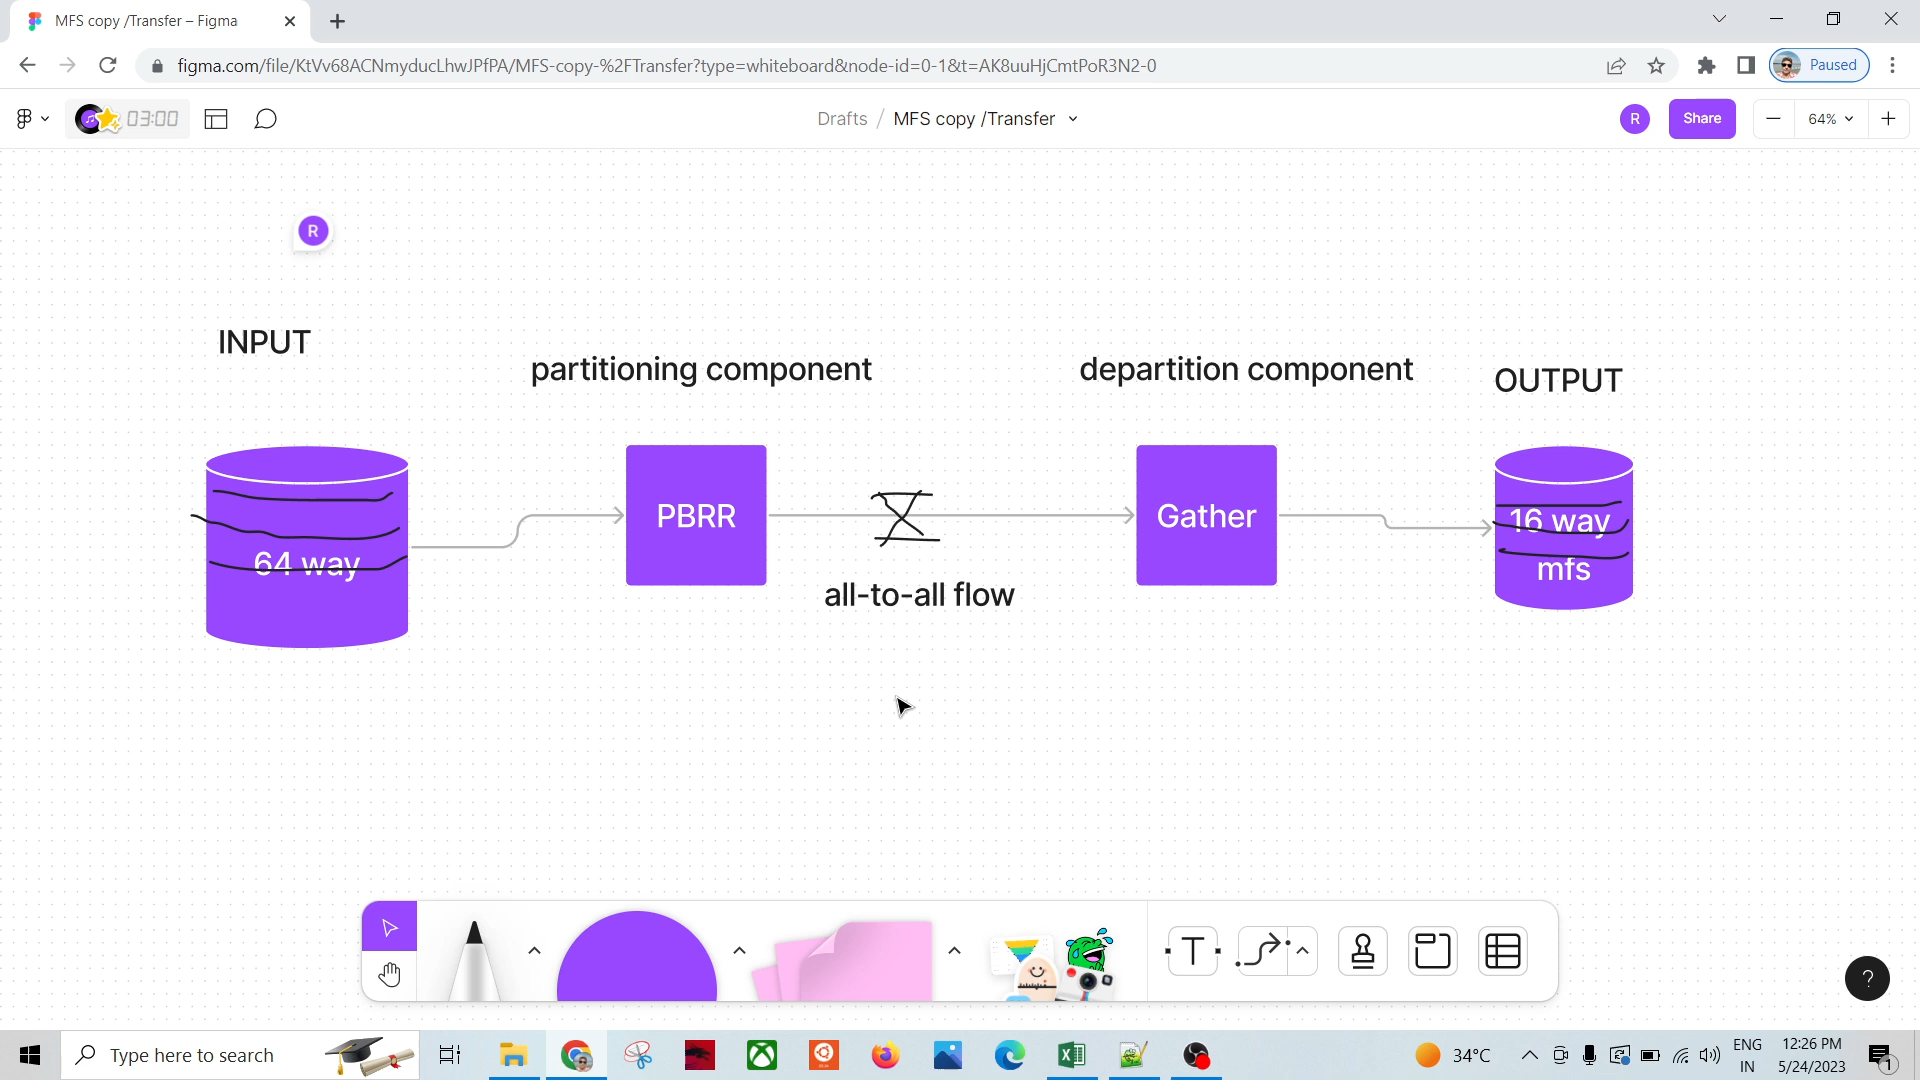 MFS copy /Transfer – Figma
figma.com/file/KtVv68ACNmyducLhwJPfPA/MFS-copy-%2FTransfer?type=whiteboard&node-id=0-1&t=AK8uuHjCmtPoR3N2-0
Paused
03:00
Drafts / MFS copy /Transfer
R
Share
64%
R
INPUT
partitioning component
departition component
OUTPUT
64 way
PBRR
all-to-all flow
Gather
16 way
mfs
T
?
Type here to search
34°C
ENG
IN
12:26 PM
5/24/2023
1